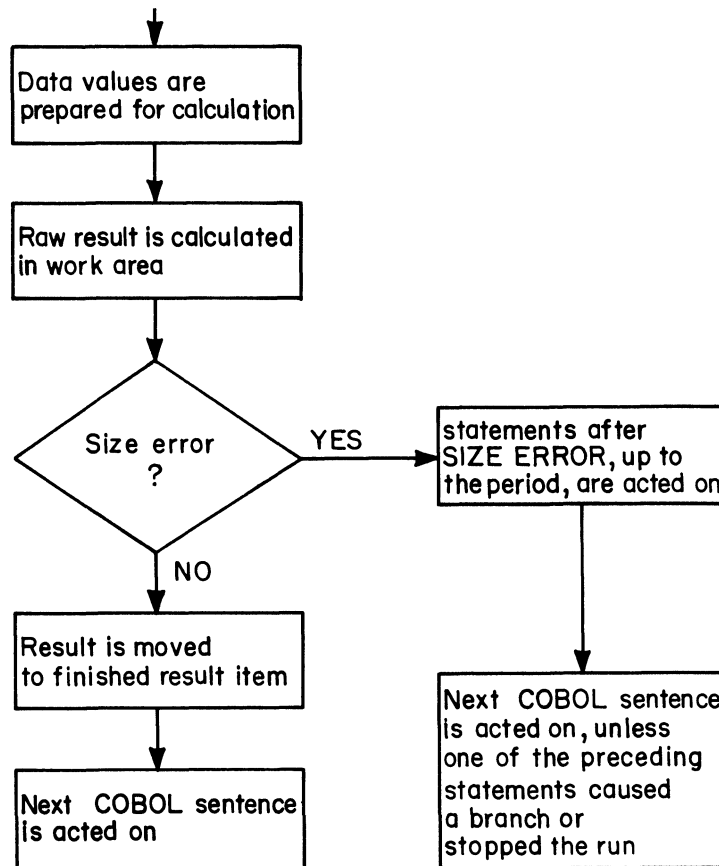 Data values are
prepared for calculation
Raw result is calculated
in work area
Size error
?
YES
statements after
SIZE ERROR, up to
the period, are acted on
NO
Result is moved
to finished result item
Next COBOL sentence
is acted on
Next COBOL sentence
is acted on, unless
one of the preceding
statements caused
a branch or
stopped the run